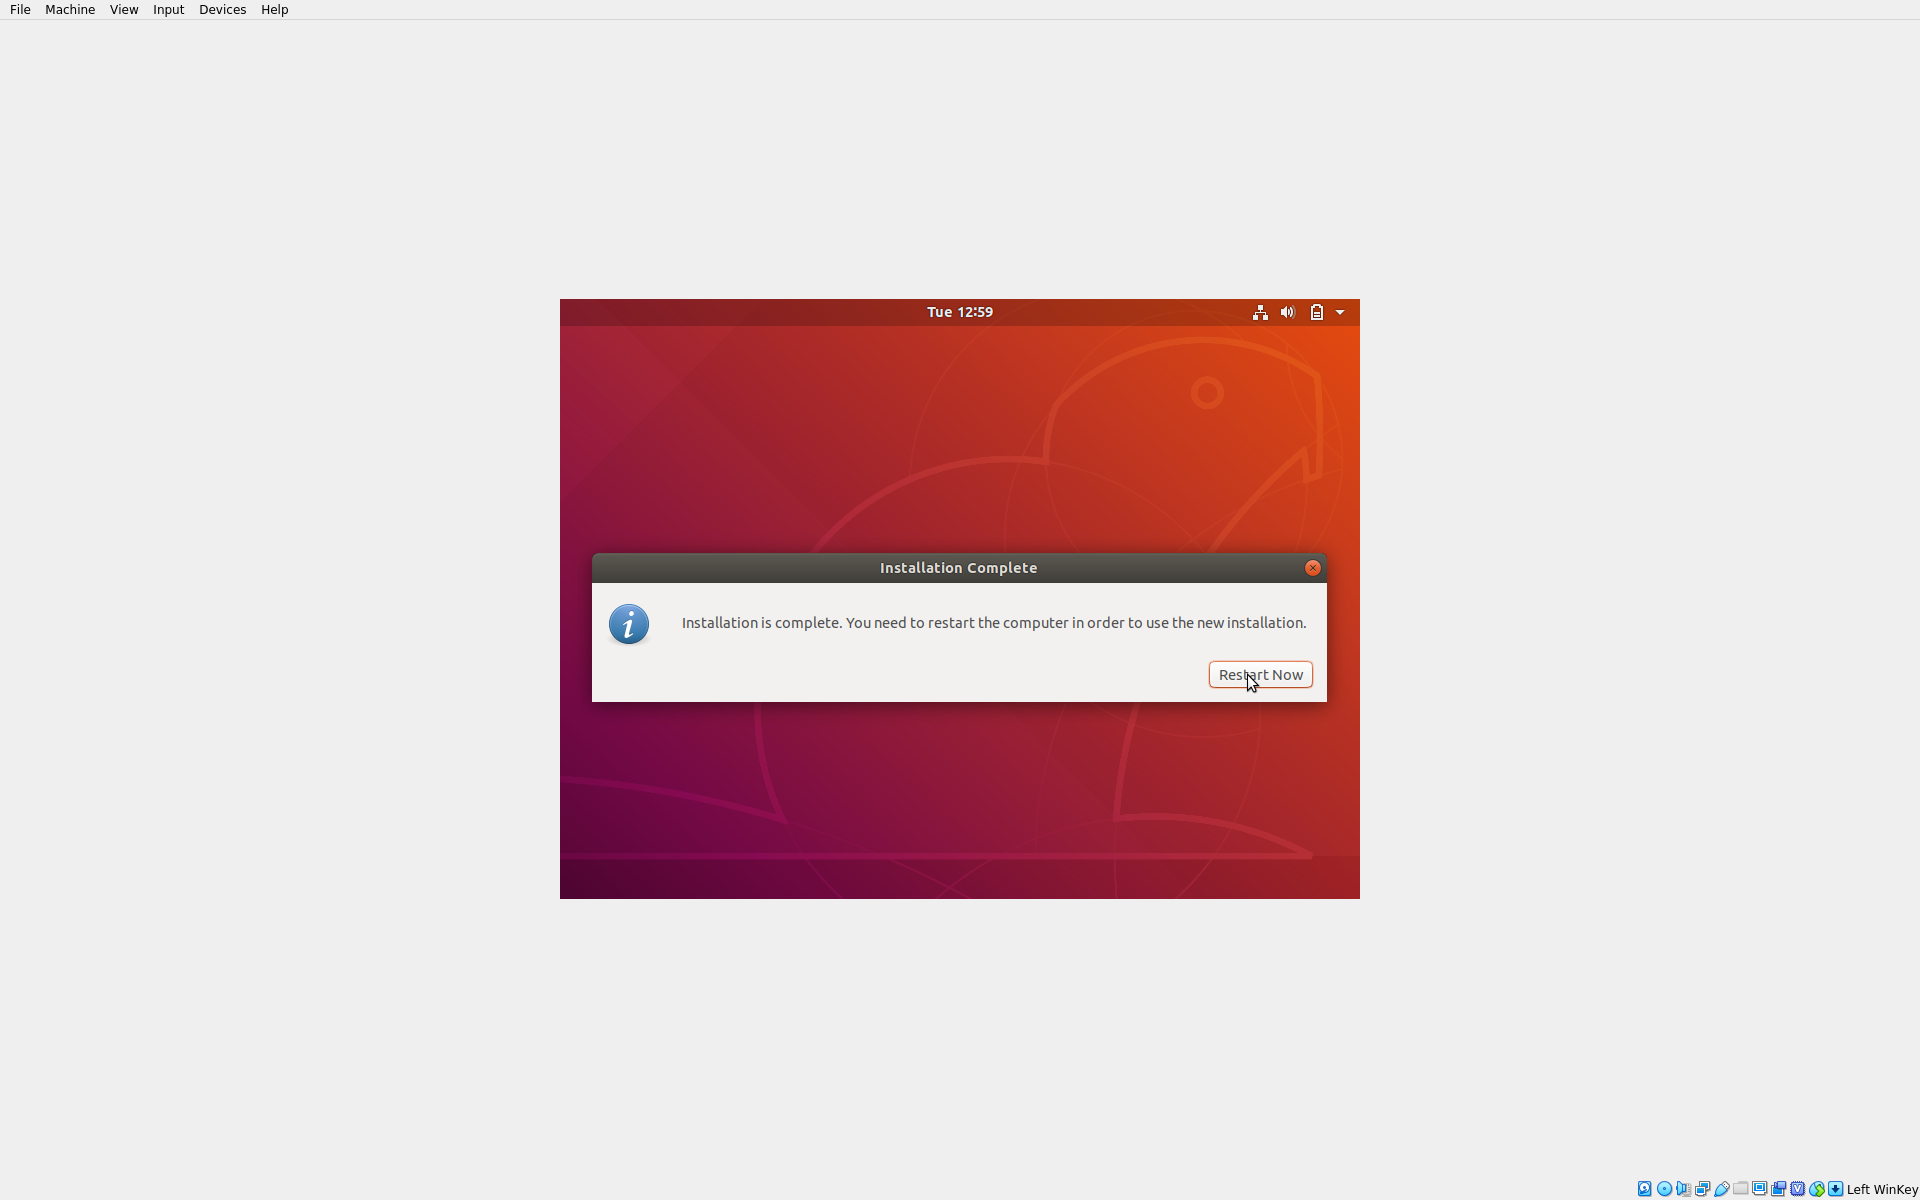 File Machine View Input Devices Help
Tue 12:59
Installation Complete
Installation is complete. You need to restart the computer in order to use the new installation.
Restart Now
Left WinKey